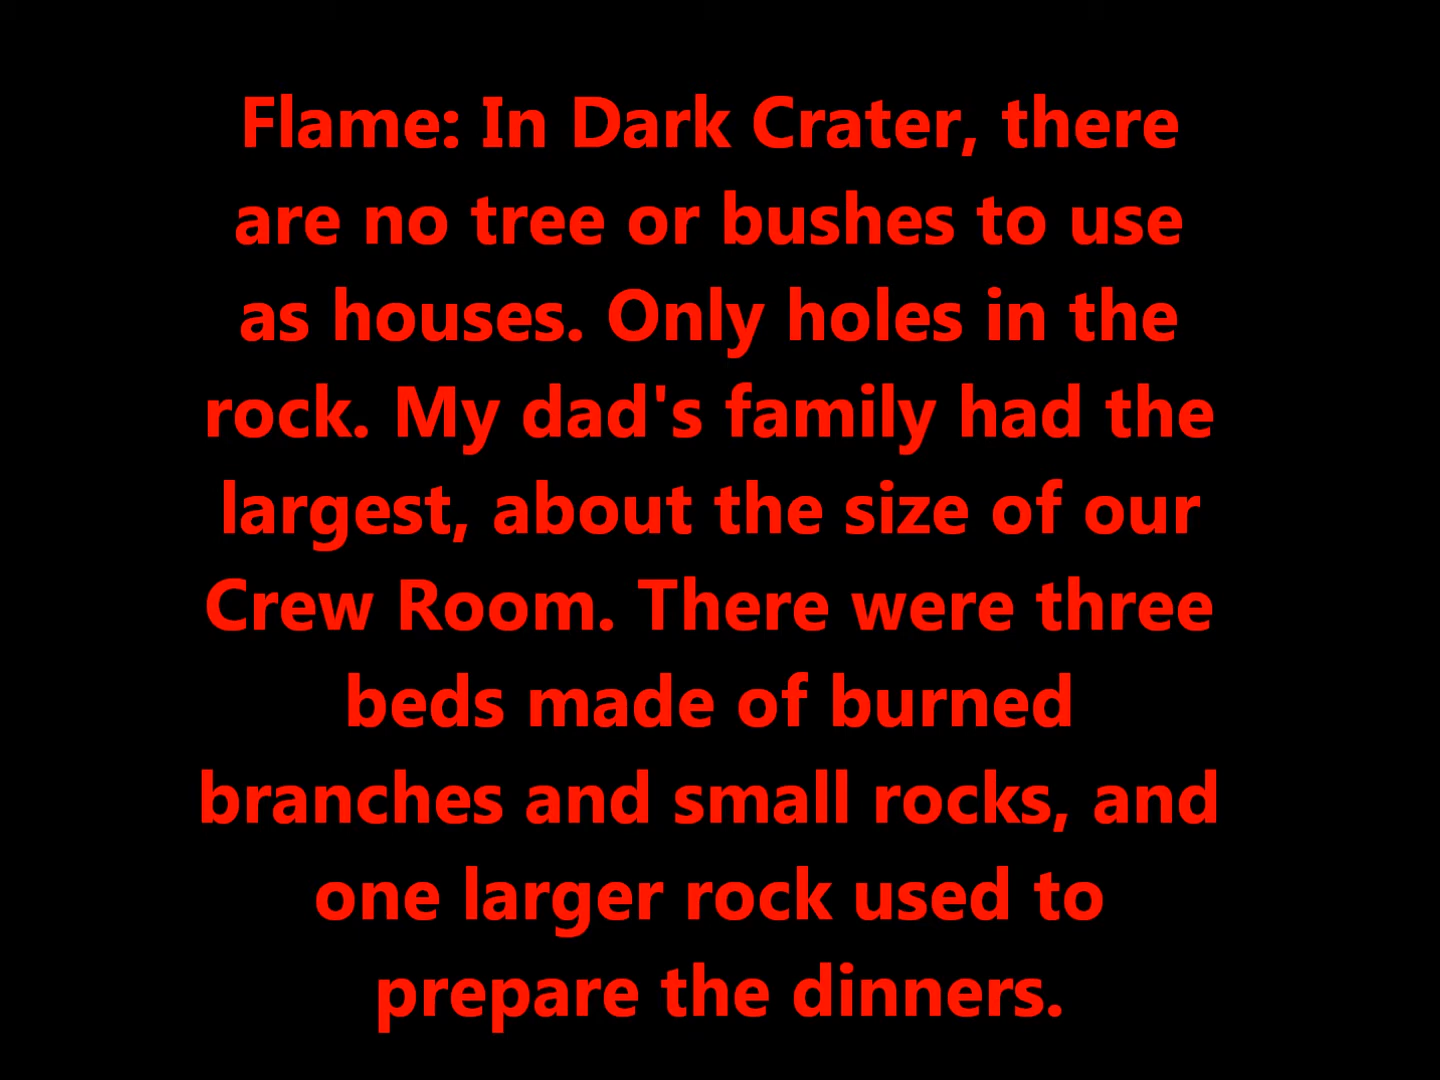 Flame: In Dark Crater, there
are no tree or bushes to use
as houses. Only holes in the
rock. My dad's family had the
largest, about the size of our
Crew Room. There were three
beds made of burned
branches and small rocks, and
one larger rock used to
prepare the dinners.